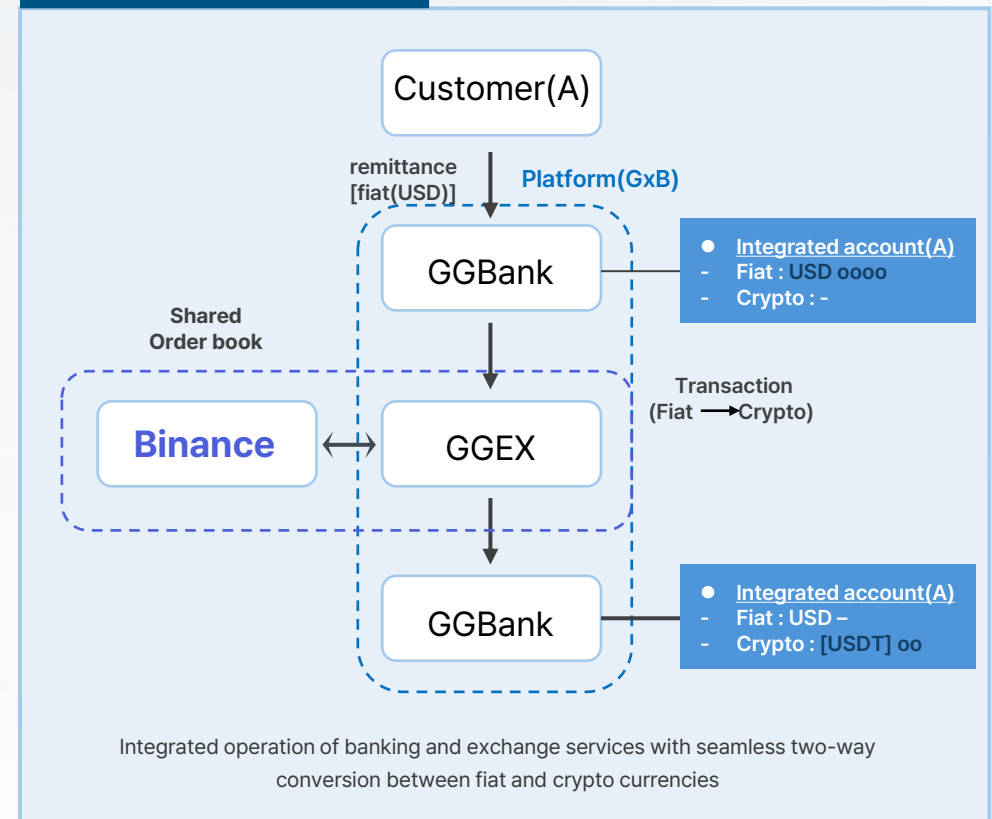 Customer(A)
remittance
[fiat(USD)]
Platform(GxB)
GGBank
● Integrated account(A)
- Fiat : USD oooo
- Crypto : -
Shared
Order book
Transaction
(Fiat → Crypto)
Binance
GGEX
GGBank
● Integrated account(A)
- Fiat : USD –
- Crypto : [USDT] oo
Integrated operation of banking and exchange services with seamless two-way
conversion between fiat and crypto currencies